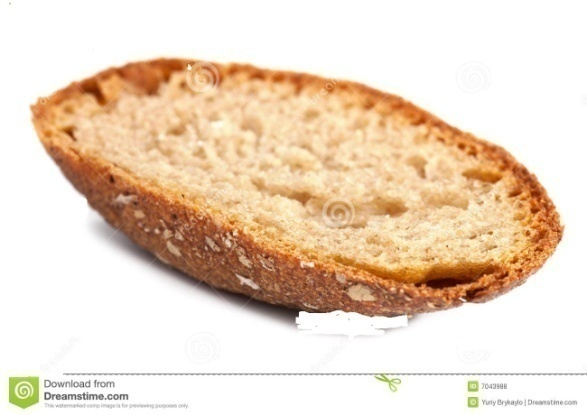 Download from
Dreamstime.com
This watermarked comp image is for previewing purposes only.
7043988
Yuriy Brykaylo | Dreamstime.com